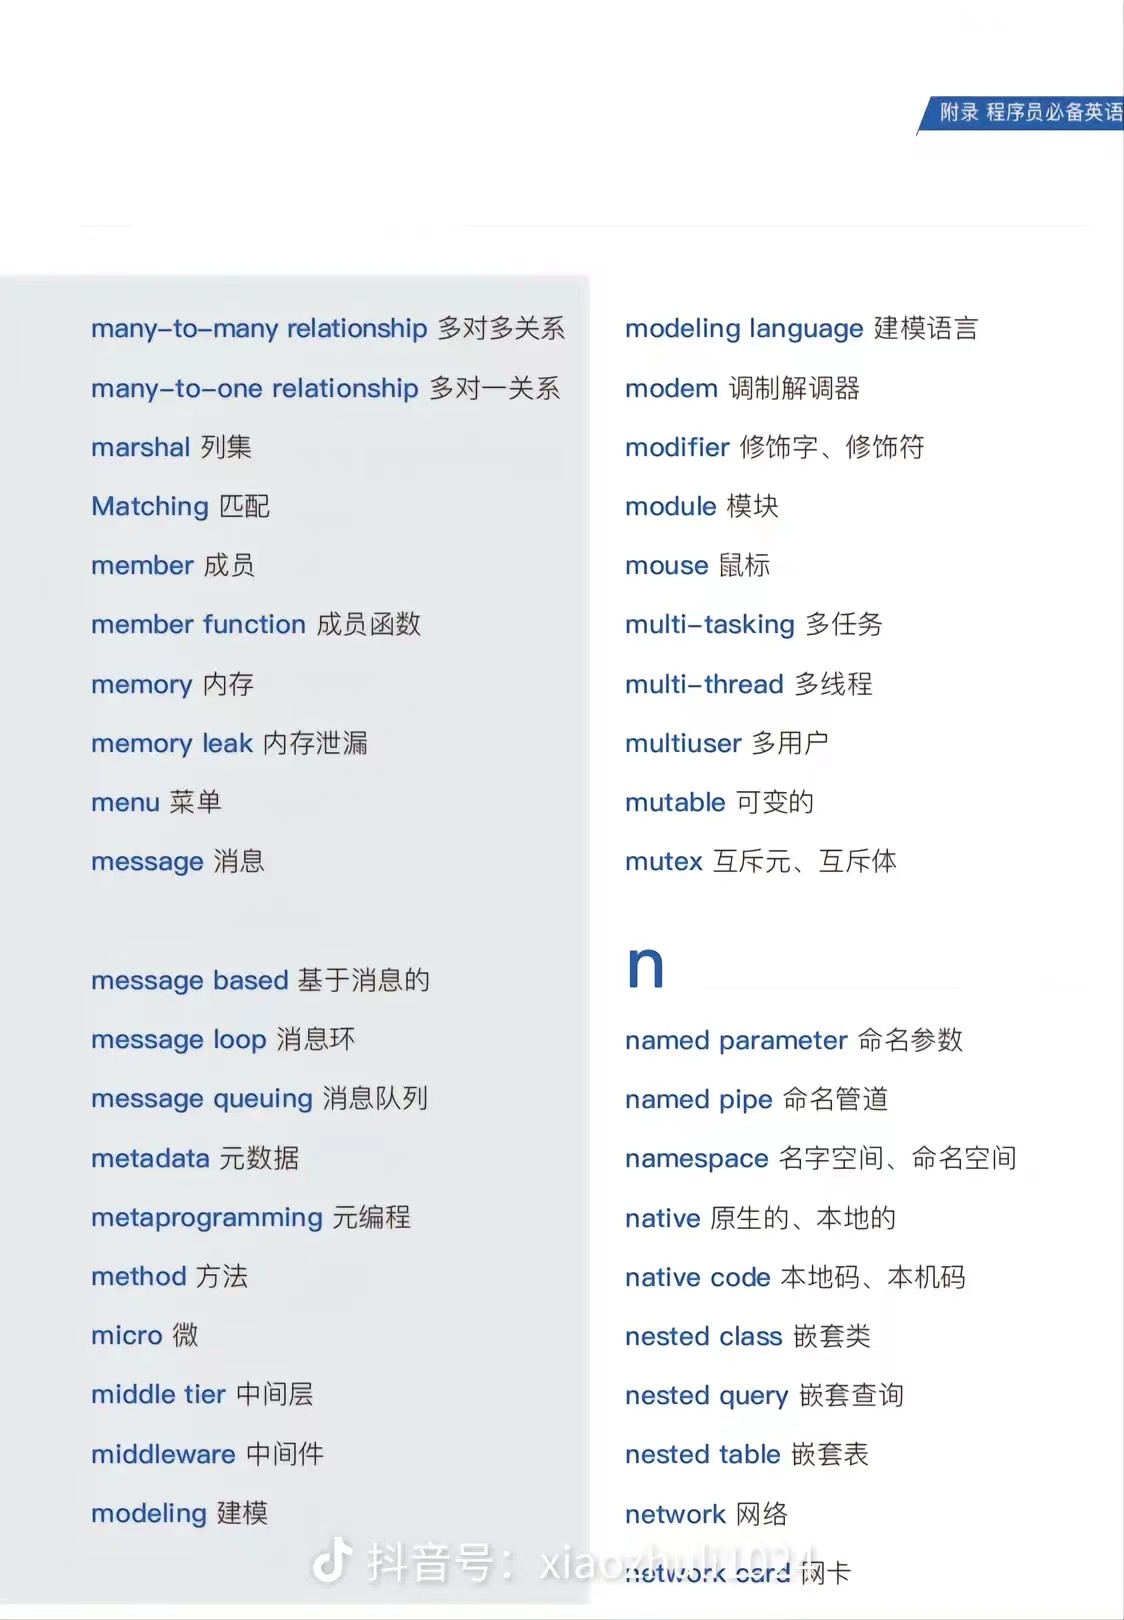 附录 程序员必备英语
many-to-many relationship 多对多关系
many-to-one relationship 多对一关系
marshal 列集
Matching 匹配
member 成员
member function 成员函数
memory 内存
memory leak 内存泄漏
menu 菜单
message 消息
message based 基于消息的
message loop 消息环
message queuing 消息队列
metadata 元数据
metaprogramming 元编程
method 方法
micro 微
middle tier 中间层
middleware 中间件
modeling 建模
modeling language 建模语言
modem 调制解调器
modifier 修饰字、修饰符
module 模块
mouse 鼠标
multi-tasking 多任务
multi-thread 多线程
multiuser 多用户
mutable 可变的
mutex 互斥元、互斥体
n
named parameter 命名参数
named pipe 命名管道
namespace 名字空间、命名空间
native 原生的、本地的
native code 本地码、本机码
nested class 嵌套类
nested query 嵌套查询
nested table 嵌套表
network 网络
network card 网卡
抖音号：xiaozhuli1024